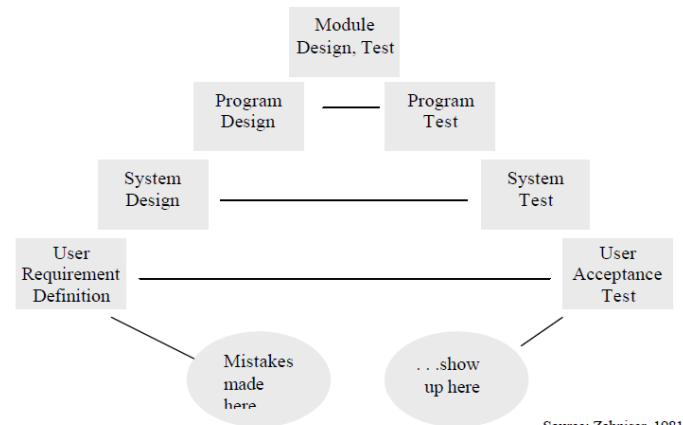 Module
Design, Test
Program
Design
Program
Test
System
Design
System
Test
User
Requirement
Definition
User
Acceptance
Test
Mistakes
made
here
. . .show
up here
1981